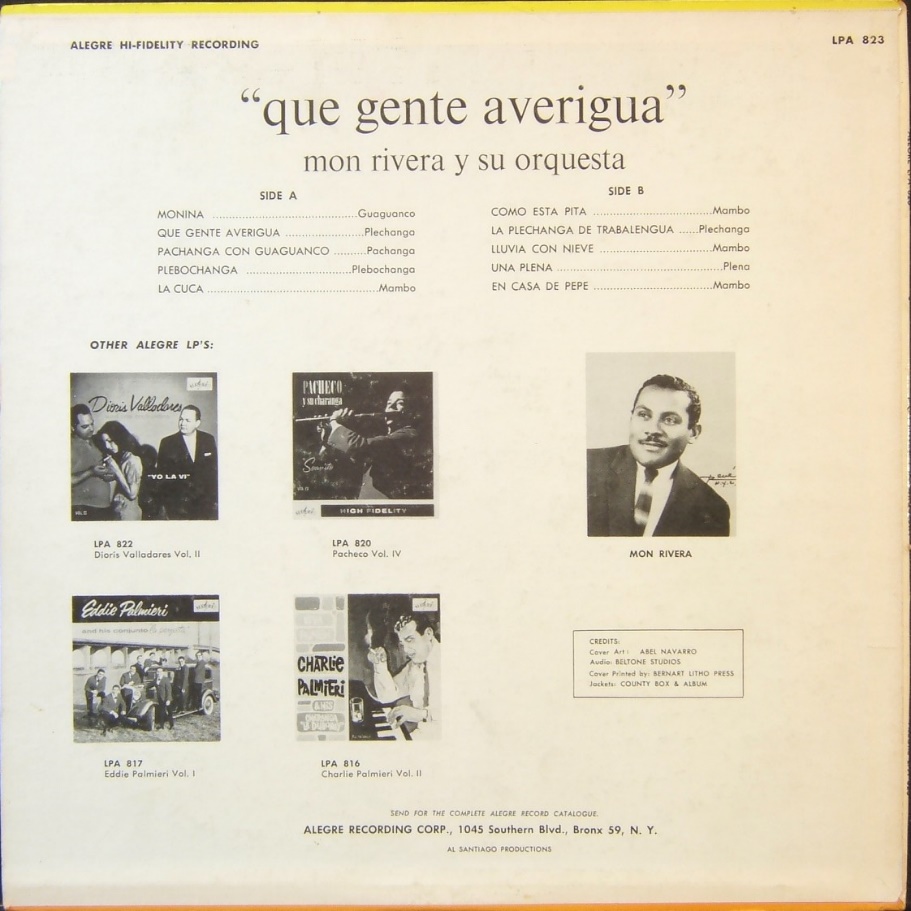 ALEGRE HI-FIDELITY RECORDING
LPA 823
“que gente averigua”
mon rivera y su orquesta
SIDE A
MONINA ..........Guaguanco
QUE GENTE AVERIGUA ..........Plechanga
PACHANGA CON GUAGUANCO ..........Pachanga
PLEBOCHANGA ..........Plebochanga
LA CUCA ..........Mambo
SIDE B
COMO ESTA PITA ..........Mambo
LA PLECHANGA DE TRABALENGUA ......Plechanga
LLUVIA CON NIEVE ..........Mambo
UNA PLENA ..........Plena
EN CASA DE PEPE ..........Mambo
OTHER ALEGRE LP'S:
Dioris Valladares
"YO LA VI"
VOL. II
LPA 822
Dioris Valladares Vol. II
PACHECO
y su charanga
HIGH FIDELITY
LPA 820
Pacheco Vol. IV
N.Y.C.
MON RIVERA
Eddie Palmieri
LPA 817
Eddie Palmieri Vol. I
CHARLIE
PALMIERI
& HIS
LPA 816
Charlie Palmieri Vol. II
CREDITS:
Cover Art: ABEL NAVARRO
Audio: BELTONE STUDIOS
Cover Printed by: BERNART LITHO PRESS
Jackets: COUNTY BOX & ALBUM
SEND FOR THE COMPLETE ALEGRE RECORD CATALOGUE.
ALEGRE RECORDING CORP., 1045 Southern Blvd., Bronx 59, N. Y.
AL SANTIAGO PRODUCTIONS